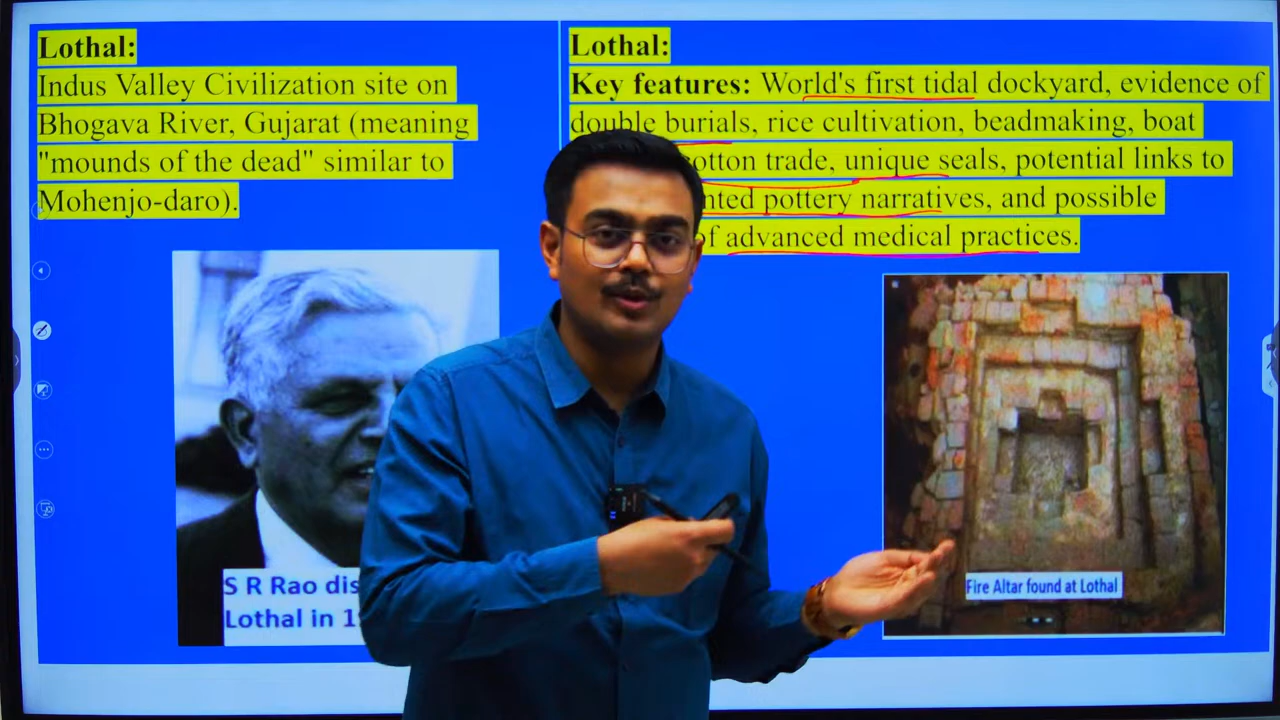 Lothal:
Indus Valley Civilization site on
Bhogava River, Gujarat (meaning
"mounds of the dead" similar to
Mohenjo-daro).
S R Rao dis
Lothal in 1
Lothal:
Key features: World's first tidal dockyard, evidence of
double burials, rice cultivation, beadmaking, boat
otton trade, unique seals, potential links to
nted pottery narratives, and possible
of advanced medical practices.
Fire Altar found at Lothal